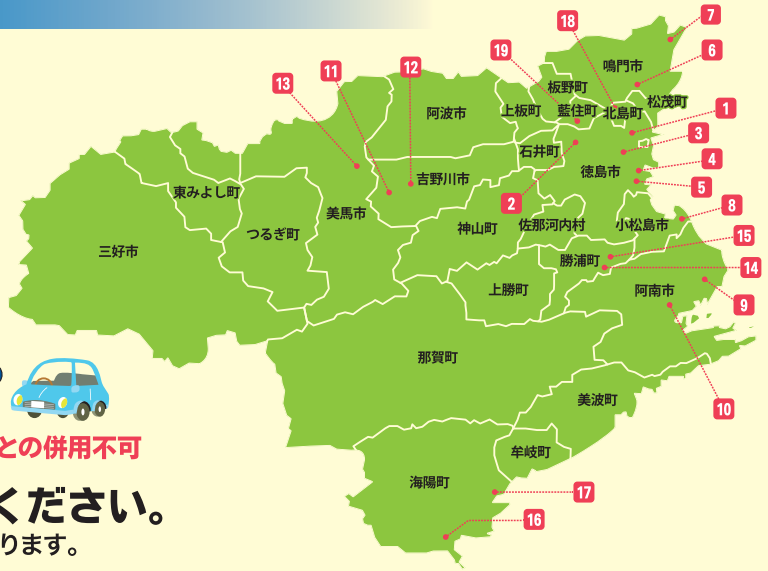 7
18
鳴門市
19
6
板野町
12
11
13
松茂町
上板町
藍住町
北島町
阿波市
1
3
石井町
4
徳島市
吉野川市
5
東みよし町
2
8
美馬市
佐那河内村
小松島市
神山町
つるぎ町
15
三好市
勝浦町
14
上勝町
阿南市
9
那賀町
美波町
10
との併用不可
牟岐町
海陽町
17
ください。
16
ります。